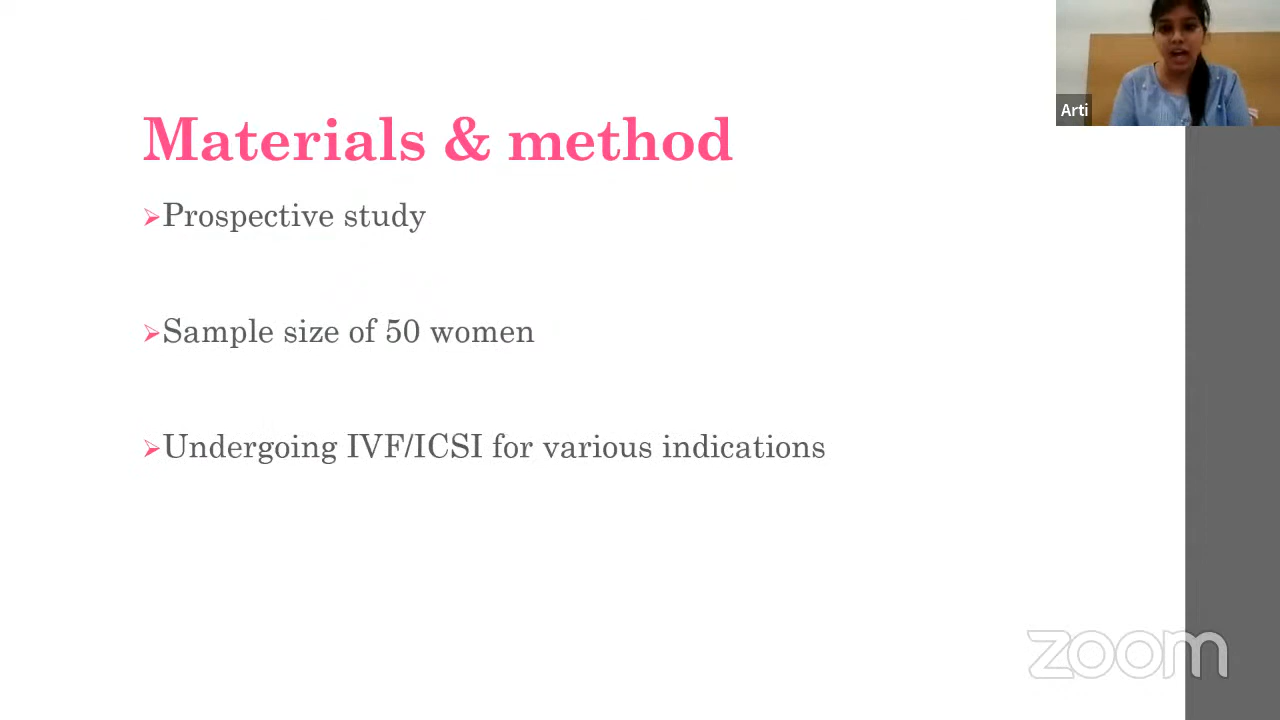 Arti
Materials & method
➢Prospective study
➢Sample size of 50 women
➢Undergoing IVF/ICSI for various indications
zoom